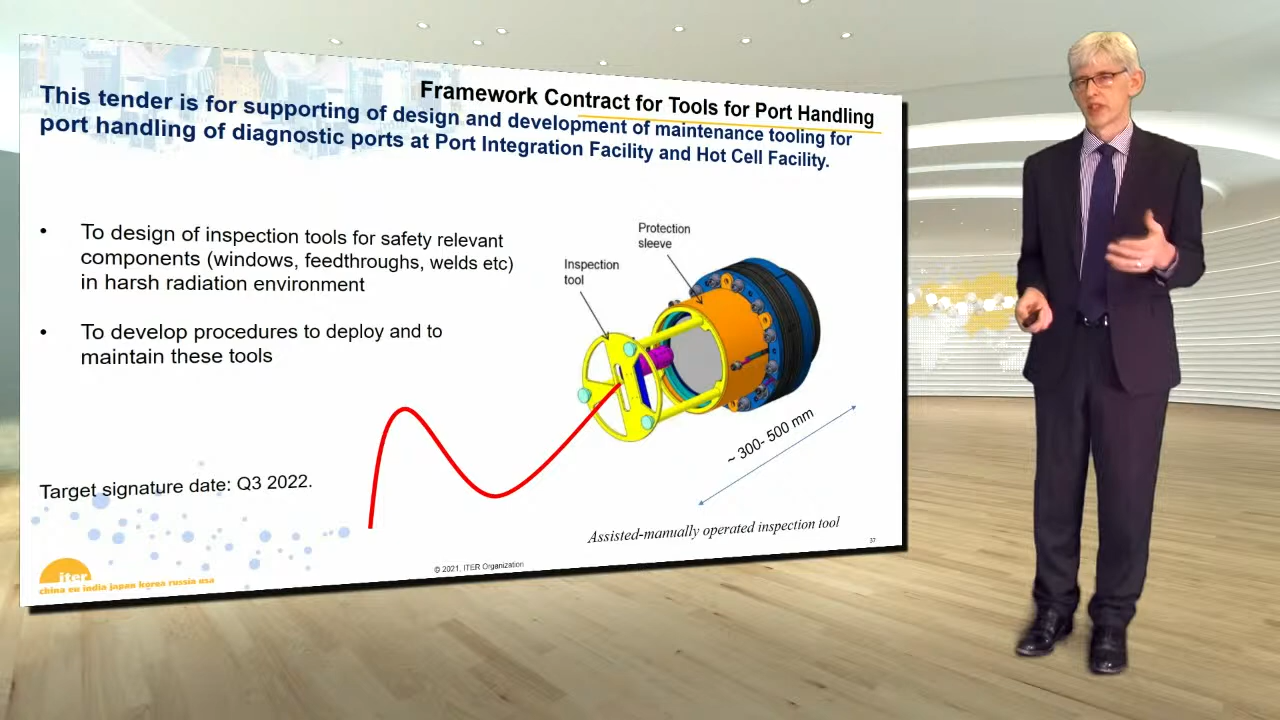 Framework Contract for Tools for Port Handling
This tender is for supporting of design and development of maintenance tooling for
port handling of diagnostic ports at Port Integration Facility and Hot Cell Facility.
• To design of inspection tools for safety relevant
components (windows, feedthroughs, welds etc)
in harsh radiation environment
• To develop procedures to deploy and to
maintain these tools
Protection
sleeve
Inspection
tool
~ 300- 500 mm
Target signature date: Q3 2022.
Assisted-manually operated inspection tool
37
© 2021, ITER Organization
iter
china eu india japan korea russia usa